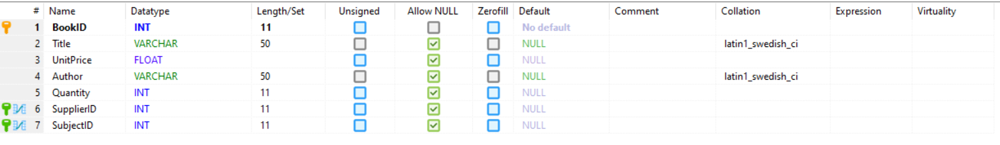 # Name Datatype Length/Set Unsigned Allow NULL Zerofill Default Comment Collation Expression Virtuality
1 BookID INT 11 No default
2 Title VARCHAR 50 NULL latin1_swedish_ci
3 UnitPrice FLOAT NULL
4 Author VARCHAR 50 NULL latin1_swedish_ci
5 Quantity INT 11 NULL
6 SupplierID INT 11 NULL
7 SubjectID INT 11 NULL